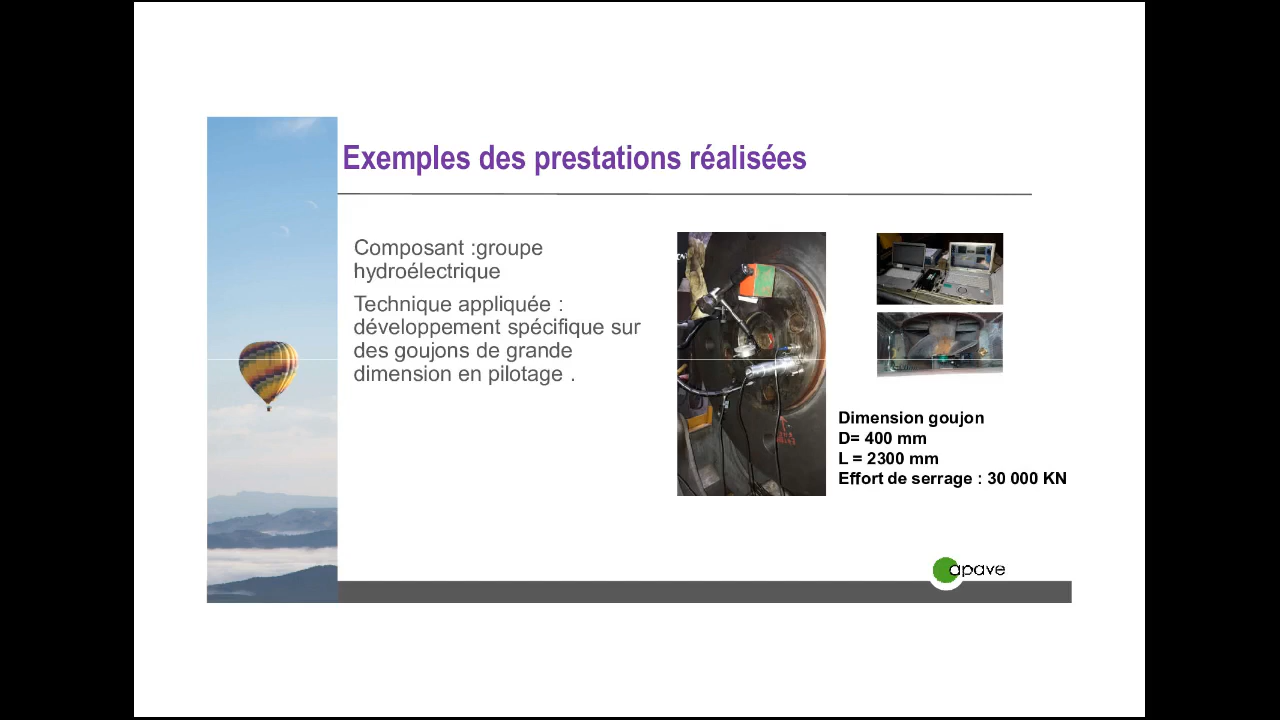 Exemples des prestations réalisées
Composant :groupe
hydroélectrique
Technique appliquée :
développement spécifique sur
des goujons de grande
dimension en pilotage .
Dimension goujon
D= 400 mm
L = 2300 mm
Effort de serrage : 30 000 KN
apave